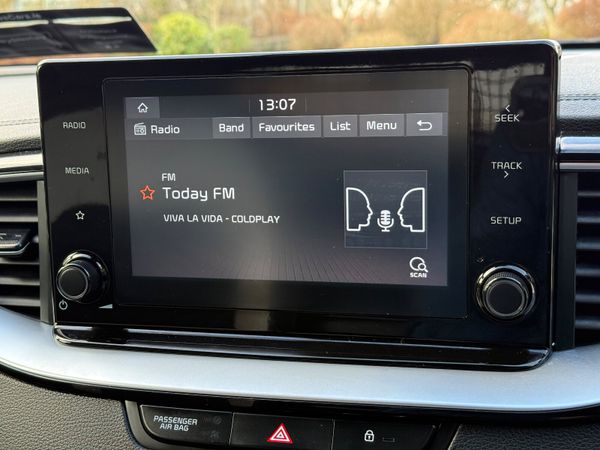 13:07
RADIO
MEDIA
Radio
Band
Favourites
List
Menu
FM
Today FM
VIVA LA VIDA - COLDPLAY
SCAN
SEEK
TRACK
SETUP
PASSENGER
AIR BAG